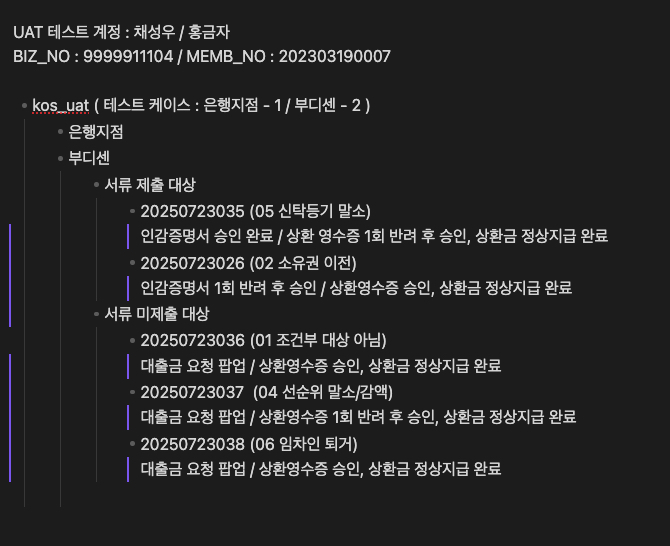 UAT 테스트 계정 : 채성우 / 홍금자
BIZ_NO : 9999911104 / MEMB_NO : 202303190007
kos_uat ( 테스트 케이스 : 은행지점 - 1 / 부디센 - 2 )
은행지점
부디센
서류 제출 대상
20250723035 (05 신탁등기 말소)
인감증명서 승인 완료 / 상환 영수증 1회 반려 후 승인, 상환금 정상지급 완료
20250723026 (02 소유권 이전)
인감증명서 1회 반려 후 승인 / 상환영수증 승인, 상환금 정상지급 완료
서류 미제출 대상
20250723036 (01 조건부 대상 아님)
대출금 요청 팝업 / 상환영수증 승인, 상환금 정상지급 완료
20250723037 (04 선순위 말소/감액)
대출금 요청 팝업 / 상환영수증 1회 반려 후 승인, 상환금 정상지급 완료
20250723038 (06 임차인 퇴거)
대출금 요청 팝업 / 상환영수증 승인, 상환금 정상지급 완료